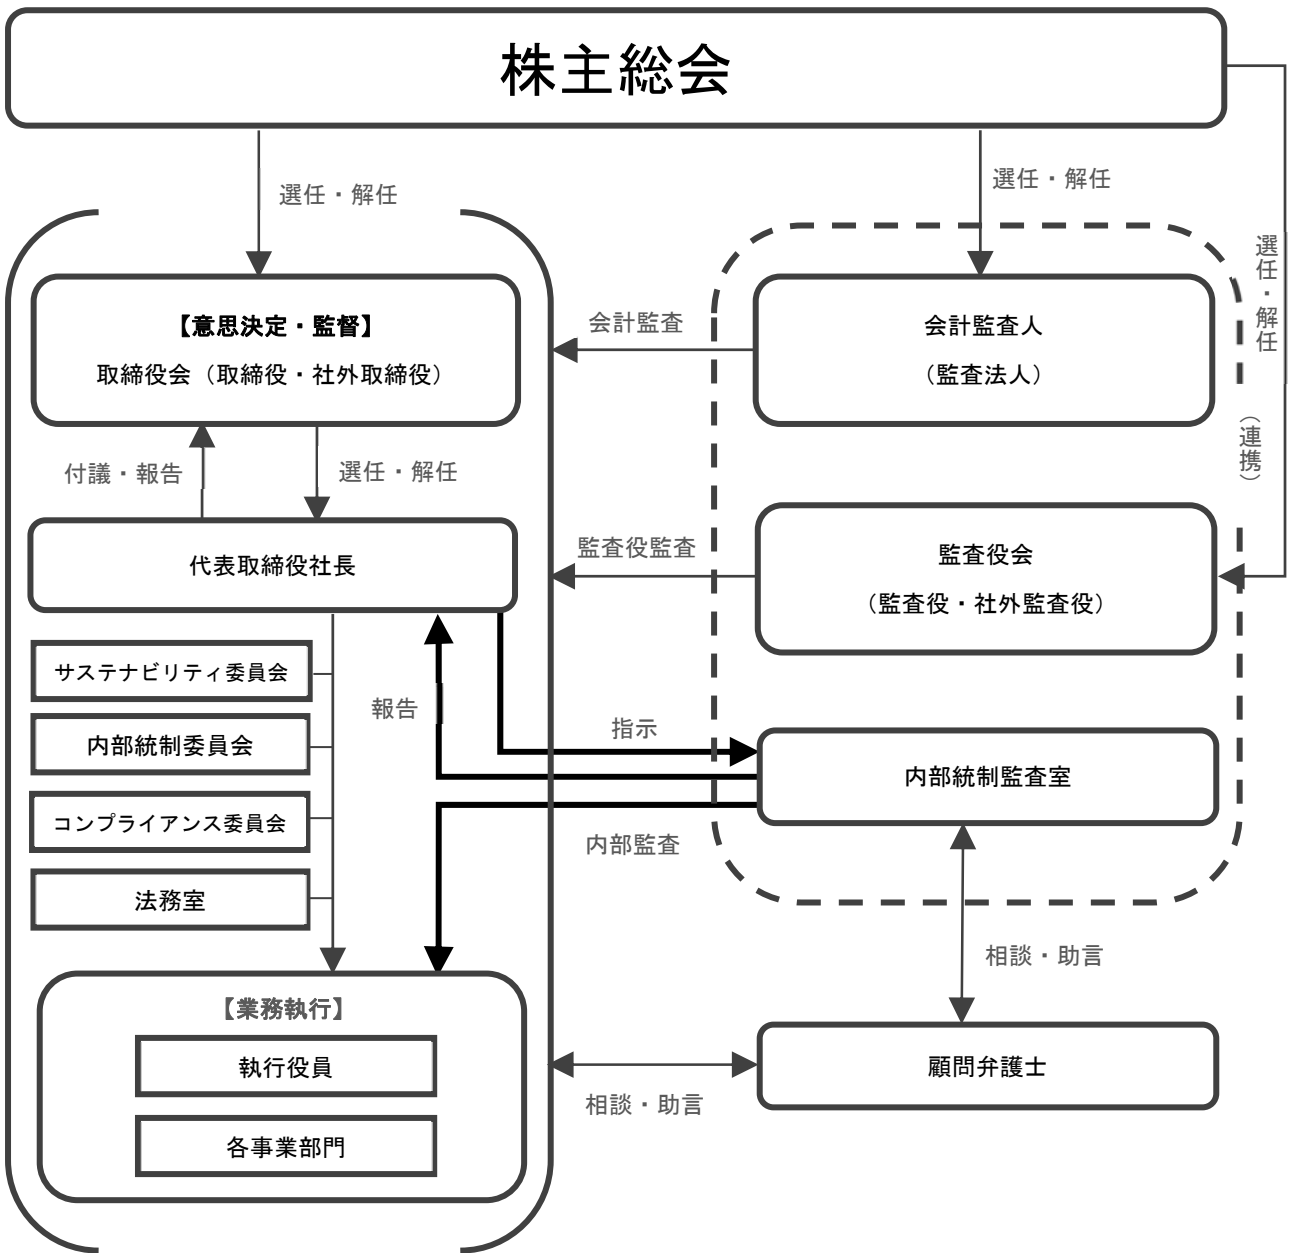 株主総会
選任・解任
選任・解任
選任・解任
【意思決定・監督】
取締役会（取締役・社外取締役）
会計監査
会計監査人
（監査法人）
（連携）
付議・報告
選任・解任
代表取締役社長
監査役監査
監査役会
（監査役・社外監査役）
サステナビリティ委員会
内部統制委員会
コンプライアンス委員会
法務室
報告
指示
内部統制監査室
内部監査
相談・助言
【業務執行】
執行役員
各事業部門
相談・助言
顧問弁護士